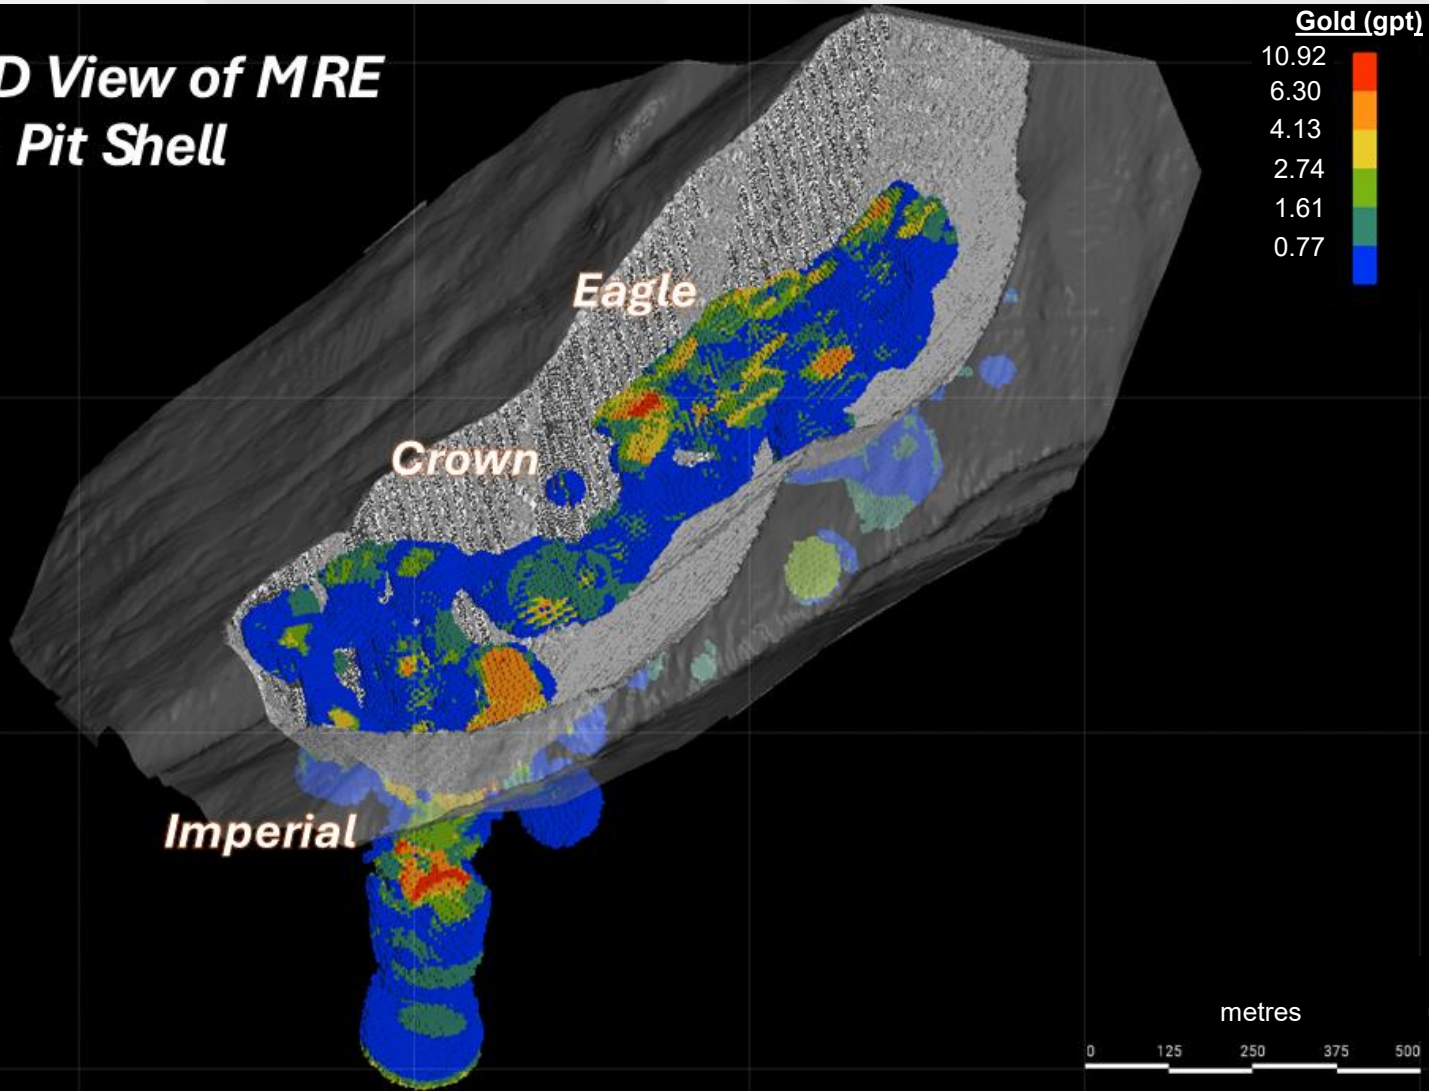 D View of MRE
Pit Shell
Gold (gpt)
10.92
6.30
4.13
2.74
1.61
0.77
Eagle
Crown
Imperial
metres
0 125 250 375 500